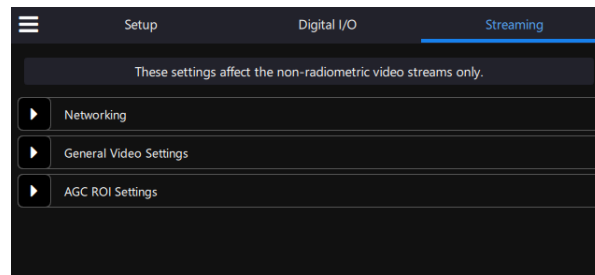 Setup
Digital I/O
Streaming
These settings affect the non-radiometric video streams only.
Networking
General Video Settings
AGC ROI Settings